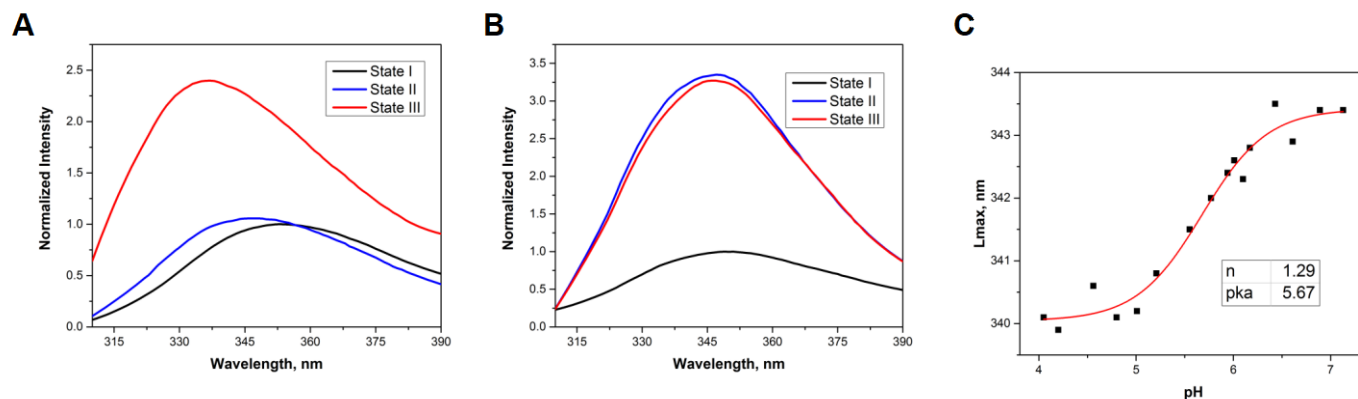 A
B
C
Normalized Intensity
2.5
2.0
1.5
1.0
0.5
0.0
315
330
345
360
375
390
Wavelength, nm
State I
State II
State III
Normalized Intensity
3.5
3.0
2.5
2.0
1.5
1.0
0.5
0.0
315
330
345
360
375
390
Wavelength, nm
State I
State II
State III
Lmax, nm
344
343
342
341
340
4
5
6
7
pH
n 1.29
pka 5.67